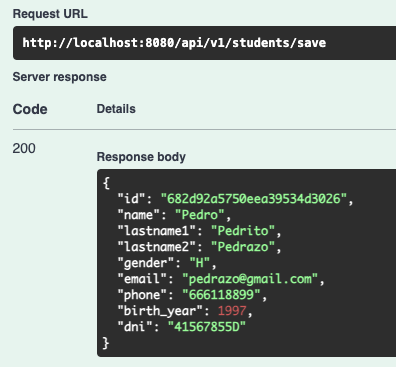 Request URL
http://localhost:8080/api/v1/students/save
Server response
Code Details
200
Response body
{
  "id": "682d92a5750eea39534d3026",
  "name": "Pedro",
  "lastname1": "Pedrito",
  "lastname2": "Pedrazo",
  "gender": "H",
  "email": "pedrazo@gmail.com",
  "phone": "666118899",
  "birth_year": 1997,
  "dni": "41567855D"
}